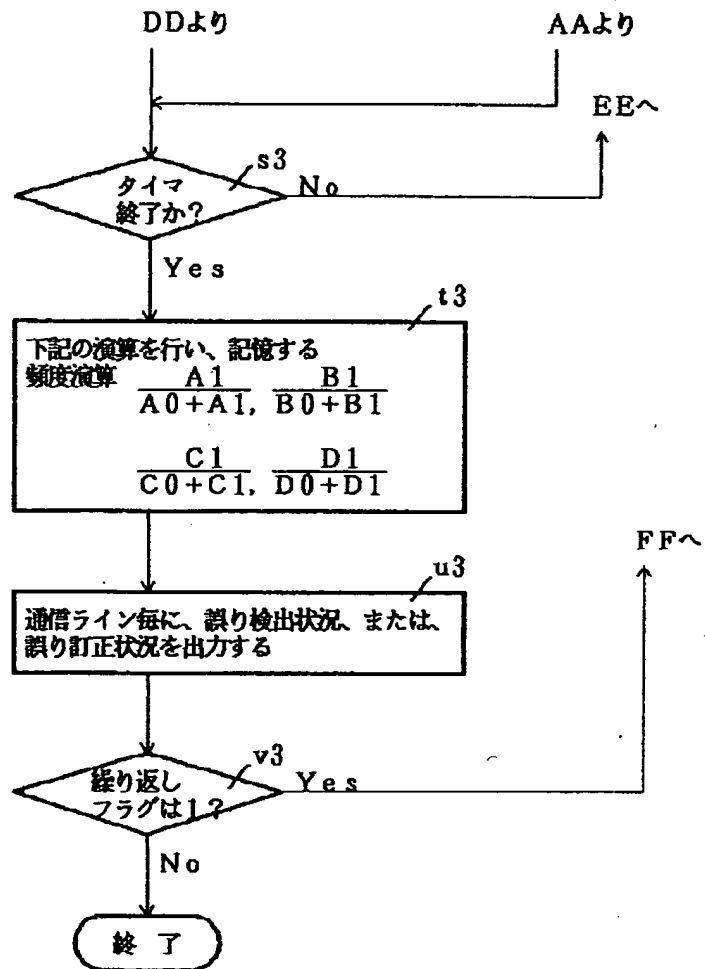 DDより
AAより
EEへ
s3
タイマ
終了か?
No
Yes
t3
下記の演算を行い、記憶する
頻度演算
A1 B1
A0+A1, B0+B1
C1 D1
C0+C1, D0+D1
FFへ
u3
通信ライン毎に、誤り検出状況、または、
誤り訂正状況を出力する
v3
繰り返し
フラグは1?
Yes
No
終 了